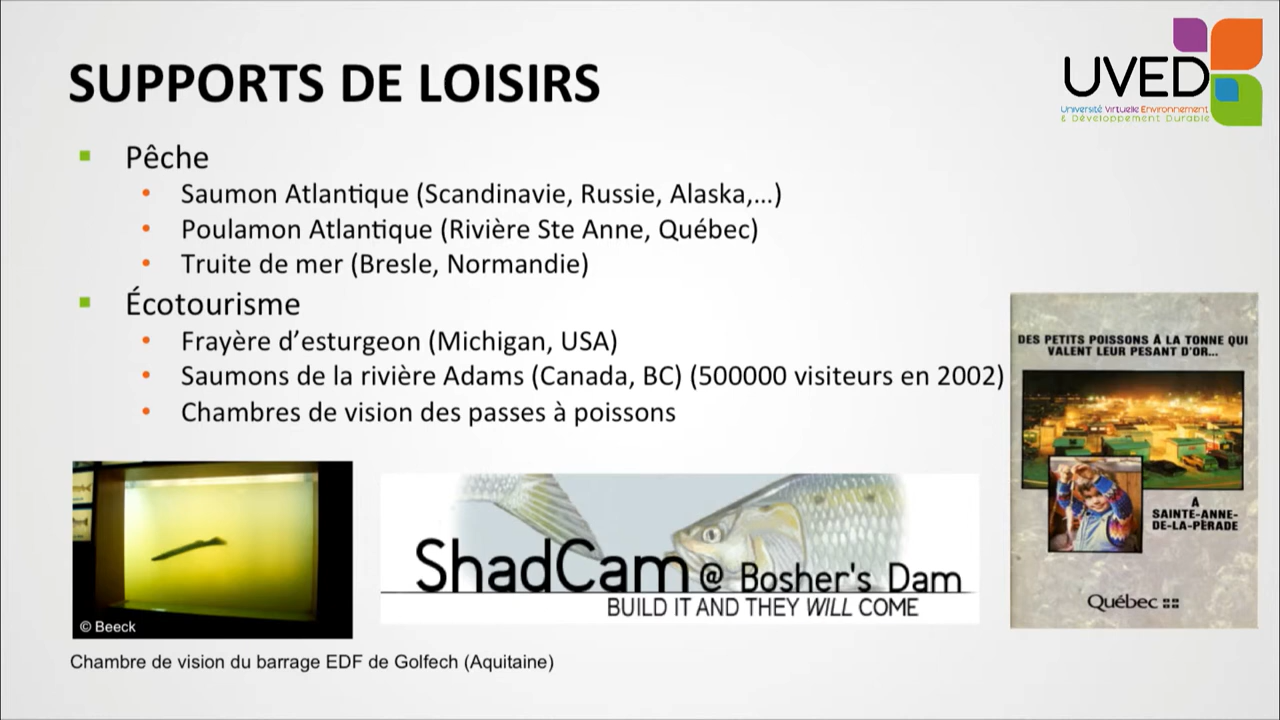 SUPPORTS DE LOISIRS
UVED
Université Virtuelle Environnement
& Développement Durable
Pêche
Saumon Atlantique (Scandinavie, Russie, Alaska,...)
Poulamon Atlantique (Rivière Ste Anne, Québec)
Truite de mer (Bresle, Normandie)
Écotourisme
Frayère d’esturgeon (Michigan, USA)
Saumons de la rivière Adams (Canada, BC) (500000 visiteurs en 2002)
Chambres de vision des passes à poissons
DES PETITS POISSONS À LA TONNE QUI
VALENT LEUR PESANT D'OR...
A
SAINTE-ANNE-
DE-LA-PÉRADE
Québec
ShadCam @ Bosher's Dam
BUILD IT AND THEY WILL COME
© Beeck
Chambre de vision du barrage EDF de Golfech (Aquitaine)